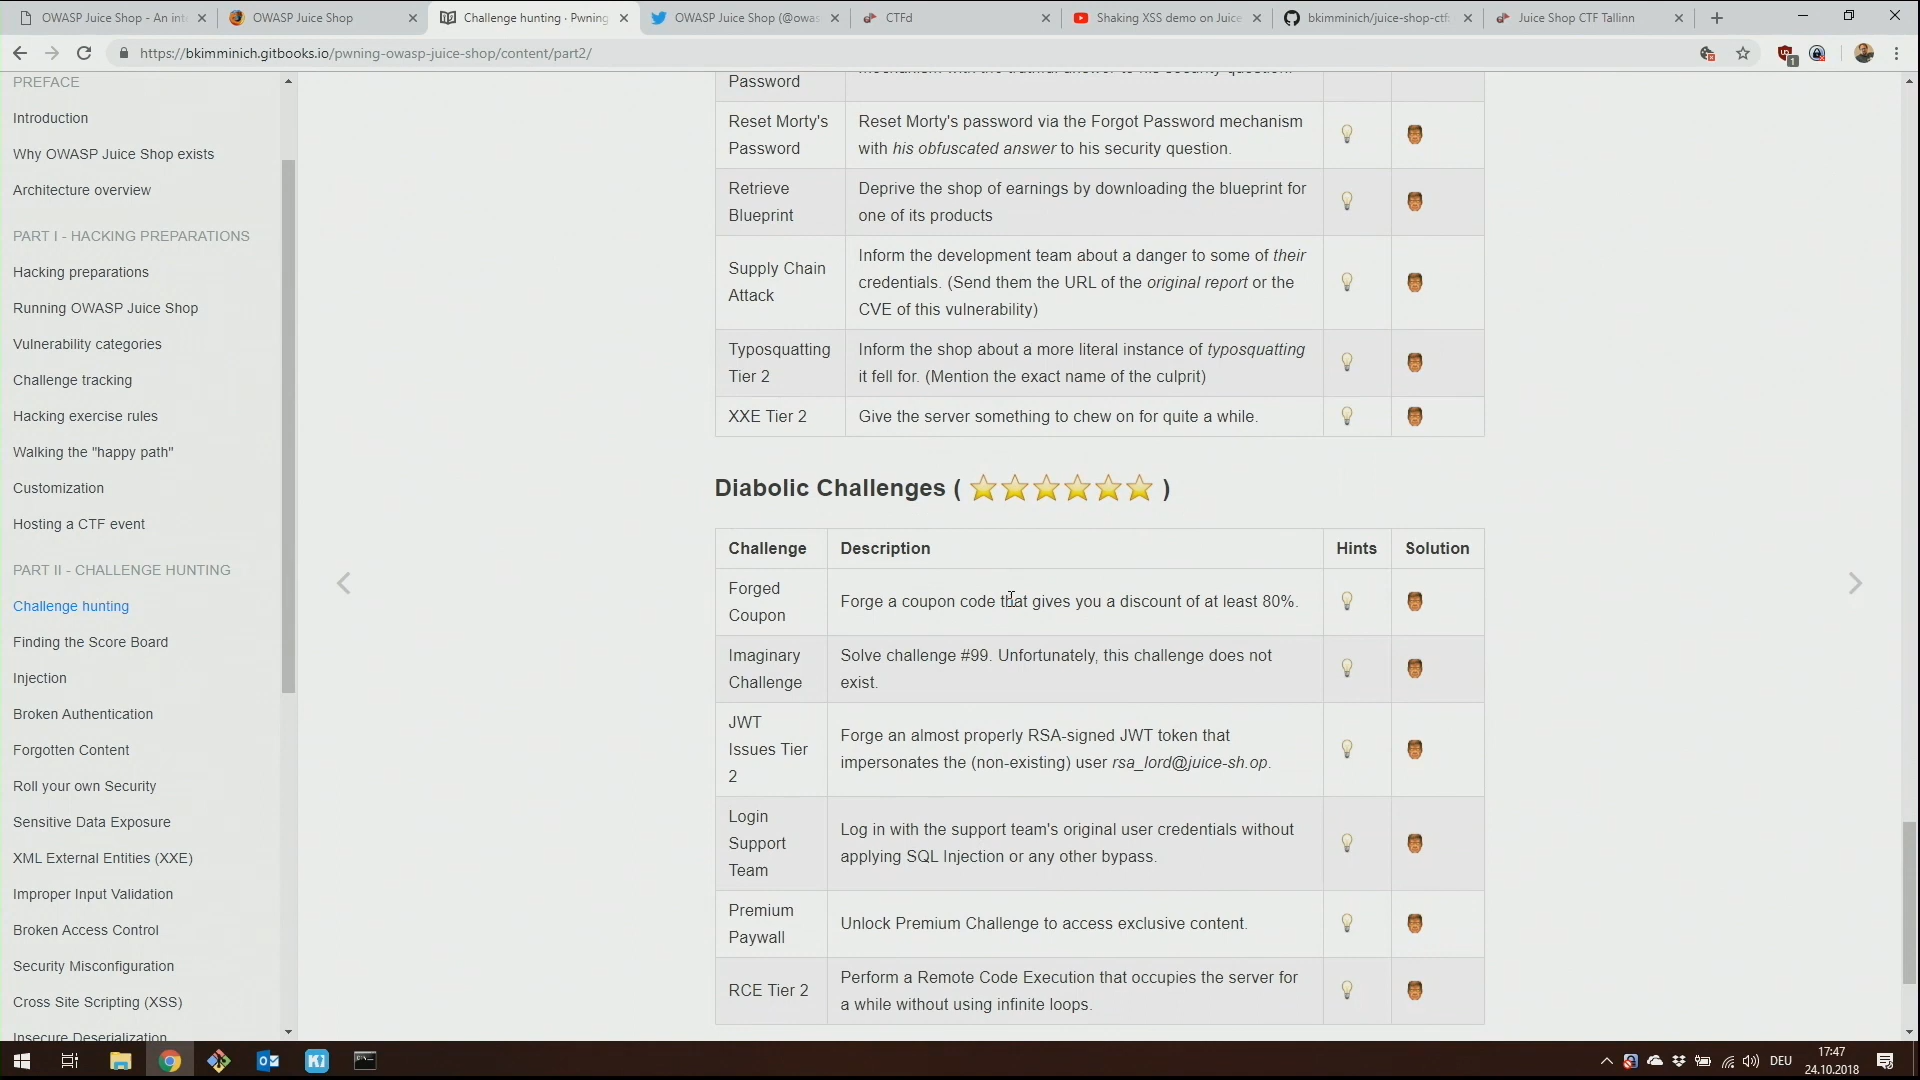 OWASP Juice Shop - An int
OWASP Juice Shop
Challenge hunting · Pwning
OWASP Juice Shop (@owas
CTFd
Shaking XSS demo on Juice
bkimminich/juice-shop-ctf:
Juice Shop CTF Tallinn
https://bkimminich.gitbooks.io/pwning-owasp-juice-shop/content/part2/
1
PREFACE
Introduction
Why OWASP Juice Shop exists
Architecture overview
PART I - HACKING PREPARATIONS
Hacking preparations
Running OWASP Juice Shop
Vulnerability categories
Challenge tracking
Hacking exercise rules
Walking the "happy path"
Customization
Hosting a CTF event
PART II - CHALLENGE HUNTING
Challenge hunting
Finding the Score Board
Injection
Broken Authentication
Forgotten Content
Roll your own Security
Sensitive Data Exposure
XML External Entities (XXE)
Improper Input Validation
Broken Access Control
Security Misconfiguration
Cross Site Scripting (XSS)
Insecure Deserialization
Password
mechanism with the truthful answer to his security question.
Reset Morty's
Password
Reset Morty's password via the Forgot Password mechanism
with his obfuscated answer to his security question.
Retrieve
Blueprint
Deprive the shop of earnings by downloading the blueprint for
one of its products
Supply Chain
Attack
Inform the development team about a danger to some of their
credentials. (Send them the URL of the original report or the
CVE of this vulnerability)
Typosquatting
Tier 2
Inform the shop about a more literal instance of typosquatting
it fell for. (Mention the exact name of the culprit)
XXE Tier 2
Give the server something to chew on for quite a while.
Diabolic Challenges ( ⭐⭐⭐⭐⭐⭐ )
Challenge Description Hints Solution
Forged
Coupon
Forge a coupon code that gives you a discount of at least 80%.
Imaginary
Challenge
Solve challenge #99. Unfortunately, this challenge does not
exist.
JWT
Issues Tier
2
Forge an almost properly RSA-signed JWT token that
impersonates the (non-existing) user rsa_lord@juice-sh.op.
Login
Support
Team
Log in with the support team's original user credentials without
applying SQL Injection or any other bypass.
Premium
Paywall
Unlock Premium Challenge to access exclusive content.
RCE Tier 2
Perform a Remote Code Execution that occupies the server for
a while without using infinite loops.
DEU
17:47
24.10.2018